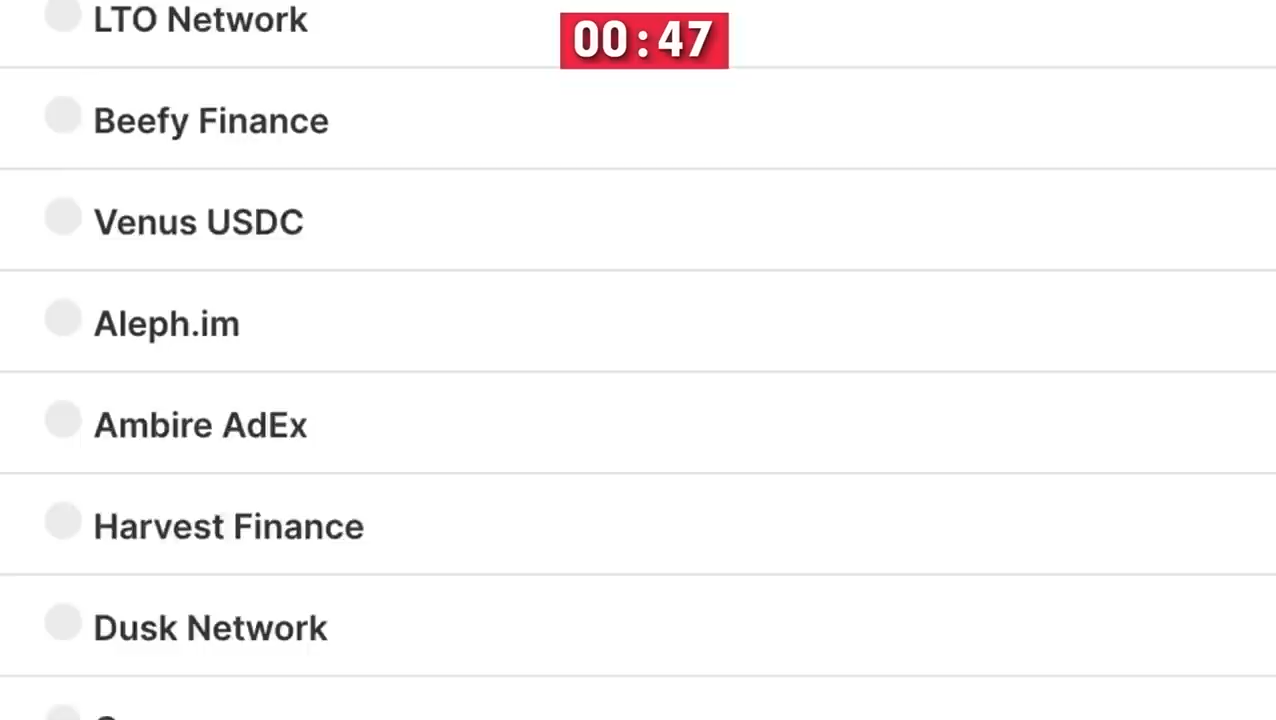 LTO Network
00:47
Beefy Finance
Venus USDC
Aleph.im
Ambire AdEx
Harvest Finance
Dusk Network